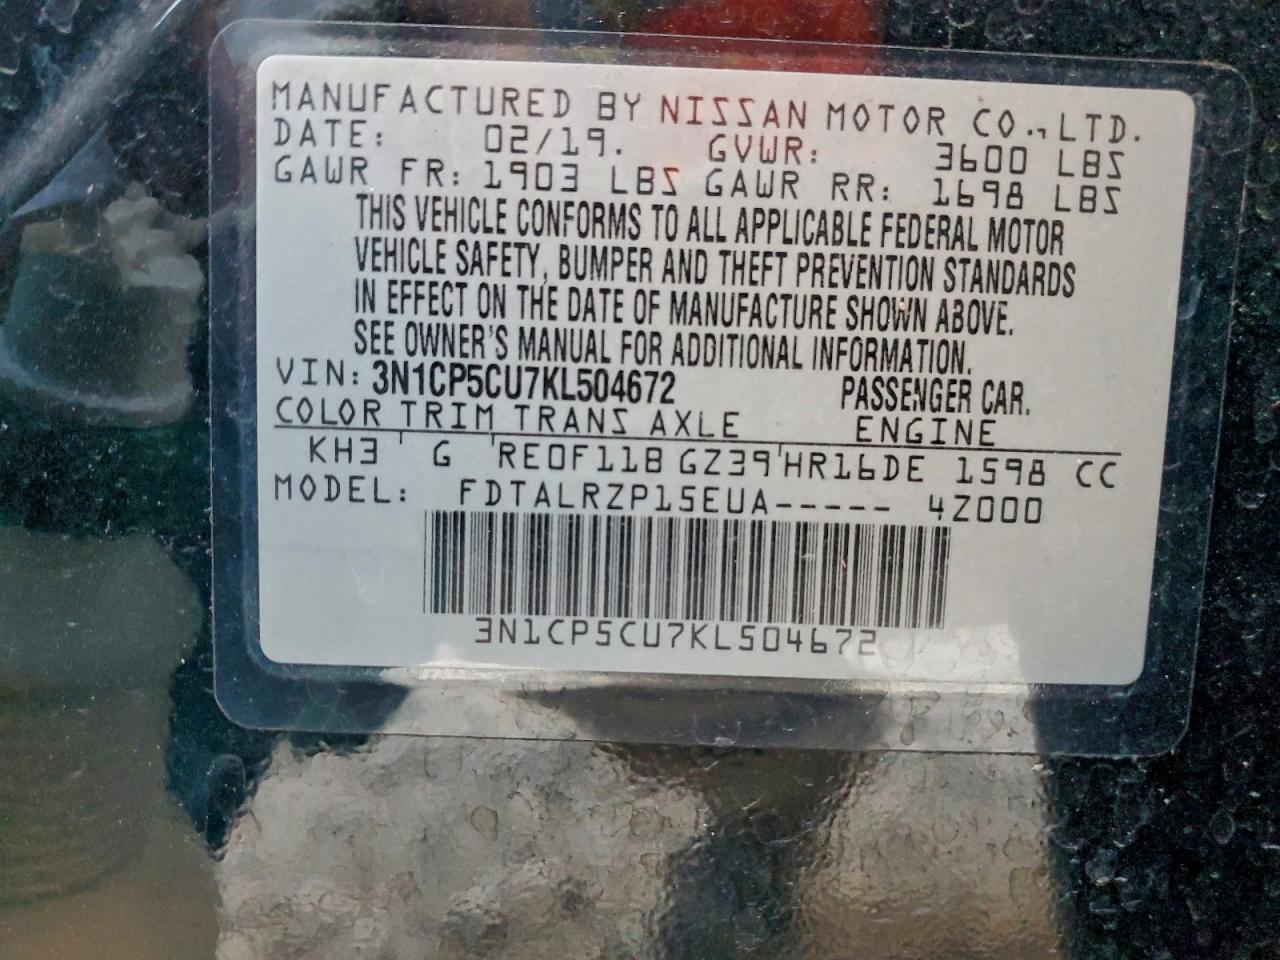 MANUFACTURED BY NISSAN MOTOR CO., LTD.
DATE: 02/19. GVWR: 3600 LBS
GAWR FR: 1903 LBS GAWR RR: 1698 LBS
THIS VEHICLE CONFORMS TO ALL APPLICABLE FEDERAL MOTOR
VEHICLE SAFETY, BUMPER AND THEFT PREVENTION STANDARDS
IN EFFECT ON THE DATE OF MANUFACTURE SHOWN ABOVE.
SEE OWNER'S MANUAL FOR ADDITIONAL INFORMATION.
VIN: 3N1CP5CU7KL504672 PASSENGER CAR.
COLOR TRIM TRANS AXLE ENGINE
KH3 G RE0F11B GZ39 HR16DE 1598 CC
MODEL: FDTALRZP15EUA----- 4Z000
3N1CP5CU7KL504672